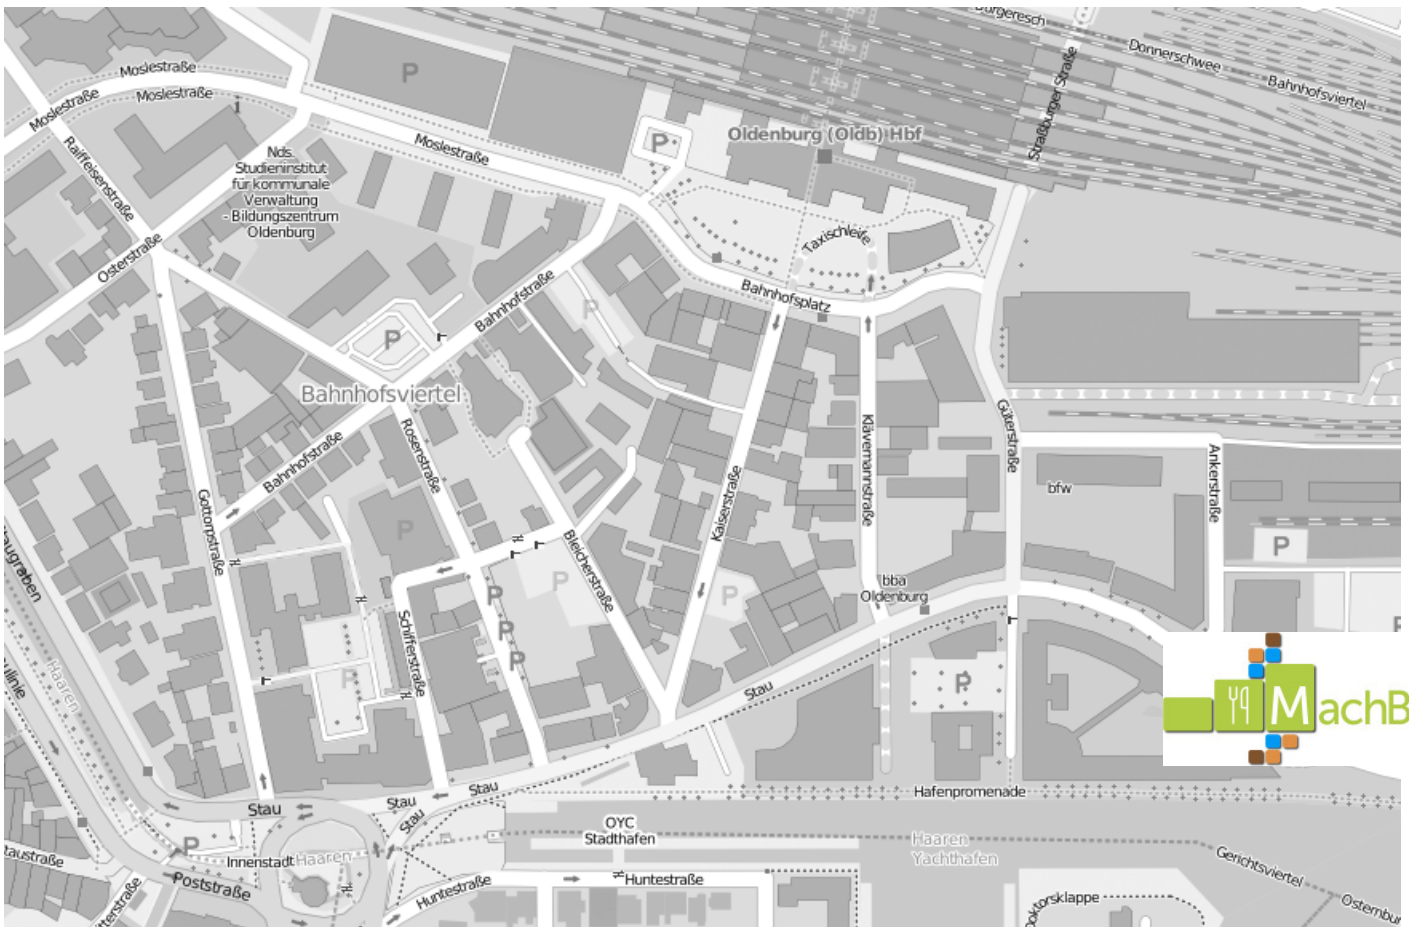 Bürgeresch
Donnerschwee
Bahnhofsviertel
Straßburger Straße
Moslestraße
Moslestraße
Moslestraße
Moslestraße
P
P
Oldenburg (Oldb) Hbf
Raiffeisenstraße
Nds.
Studieninstitut
für kommunale
Verwaltung
- Bildungszentrum
Oldenburg
Osterstraße
Taxischleife
Bahnhofsplatz
Bahnhofstraße
P
P
Bahnhofsviertel
Bahnhofstraße
Rosenstraße
Gottorpstraße
Kaiserstraße
Klävemannstraße
Güterstraße
Ankerstraße
bfw
P
P
Bleicherstraße
P
P
P
P
P
P
Schifferstraße
bba
Oldenburg
Stau
P
MachB
Haaren
Stau
Stau
Stau
Stau
Hafenpromenade
OYC
Stadthafen
Haaren
Yachthafen
Gerichtsviertel
P
Innenstadt
Haaren
Poststraße
Huntestraße
Huntestraße